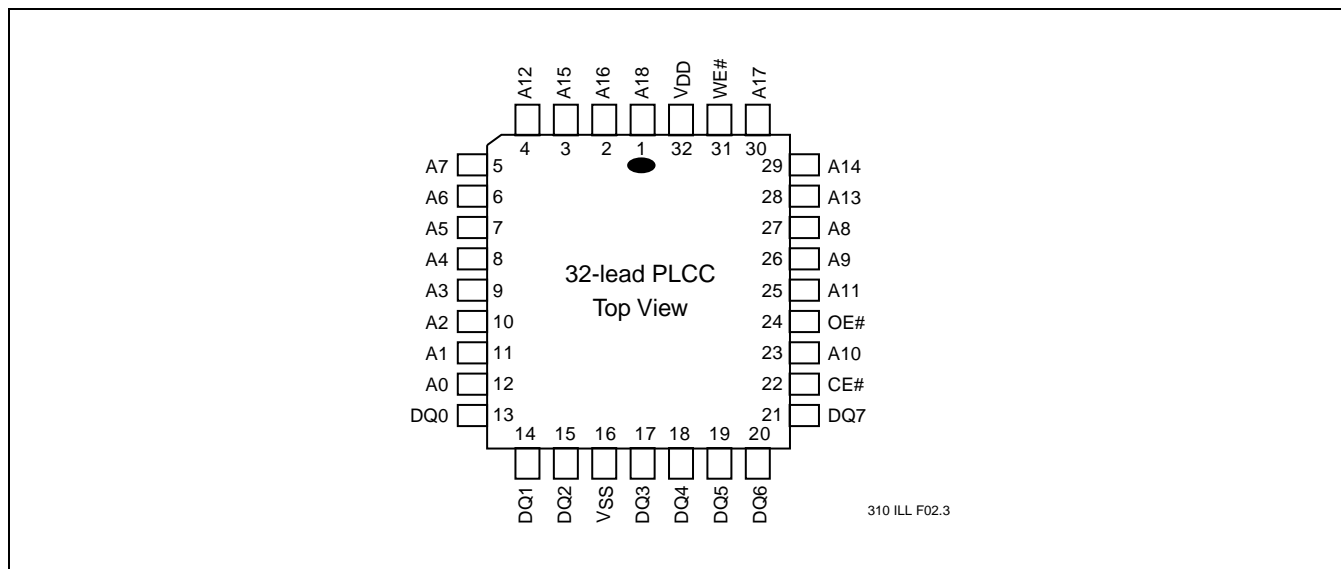 A12 A15 A16 A18 VDD WE# A17
4 3 2 1 32 31 30
A7 5 29 A14
A6 6 28 A13
A5 7 27 A8
A4 8 26 A9
A3 9 25 A11
A2 10 24 OE#
A1 11 23 A10
A0 12 22 CE#
DQ0 13 21 DQ7
32-lead PLCC
Top View
14 15 16 17 18 19 20
DQ1 DQ2 VSS DQ3 DQ4 DQ5 DQ6
310 ILL F02.3